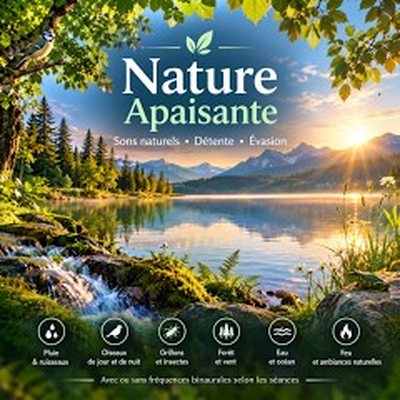 Nature
Apaisante
Sons naturels • Détente • Évasion
Pluie
& ruisseaux
Oiseaux
de jour et de nuit
Grillons
et insectes
Forêt
et vent
Eau
et océan
Feu
et ambiances naturelles
Avec ou sans fréquences binaurales selon les séances